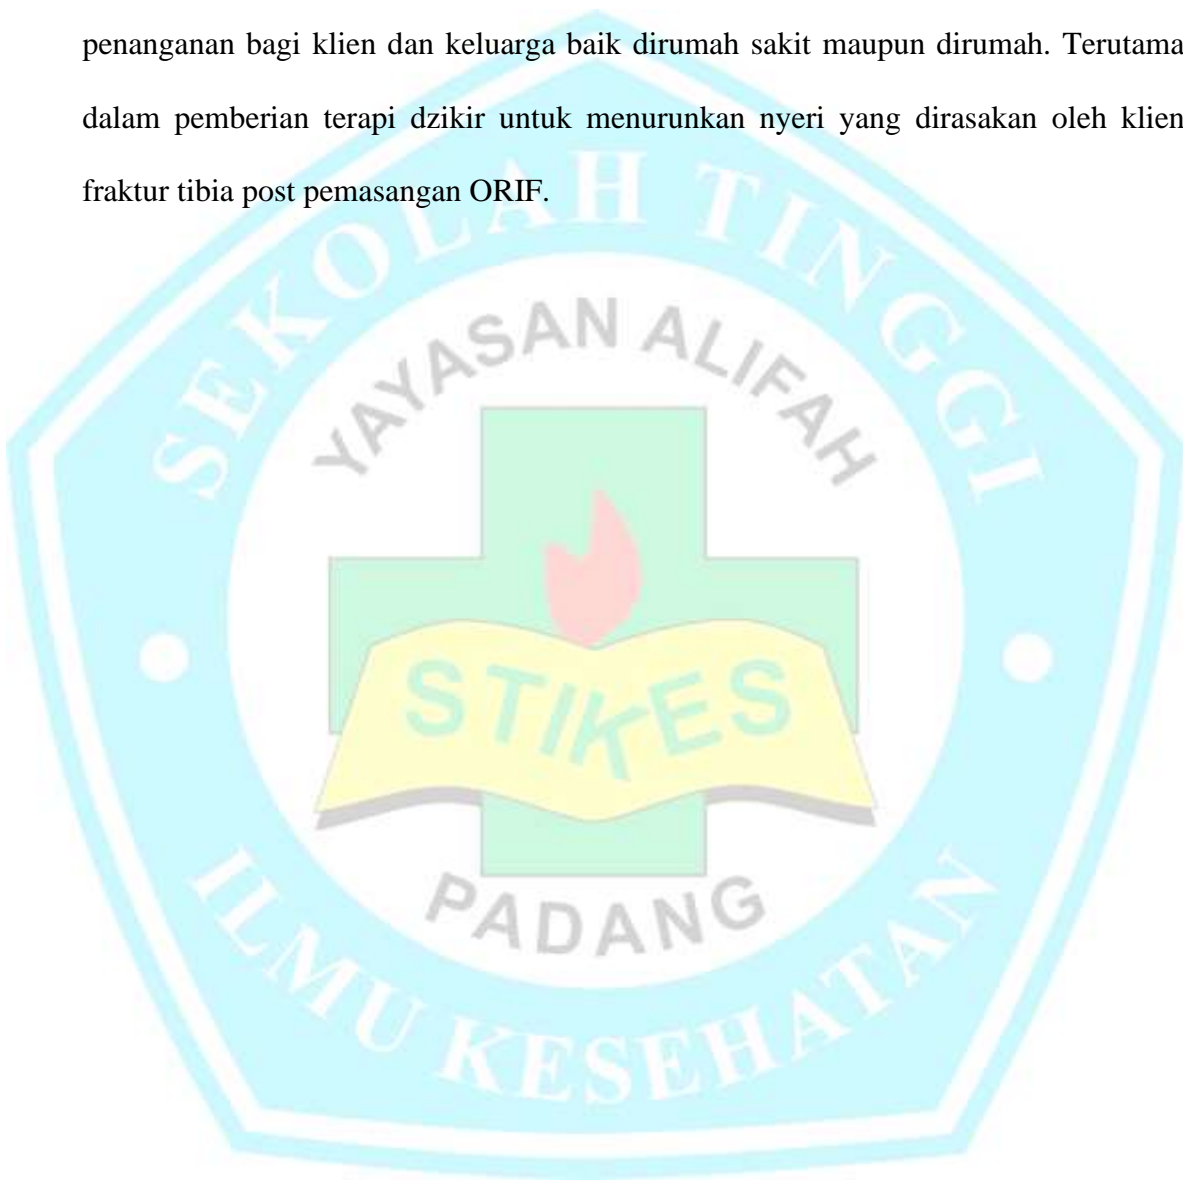 penanganan bagi klien dan keluarga baik dirumah sakit maupun dirumah. Terutama
dalam pemberian terapi dzikir untuk menurunkan nyeri yang dirasakan oleh klien
fraktur tibia post pemasangan ORIF.
SEKOLAH TINGGI
YAYASAN ALIFAH
STIKES
PADANG
ILMU KESEHATAN